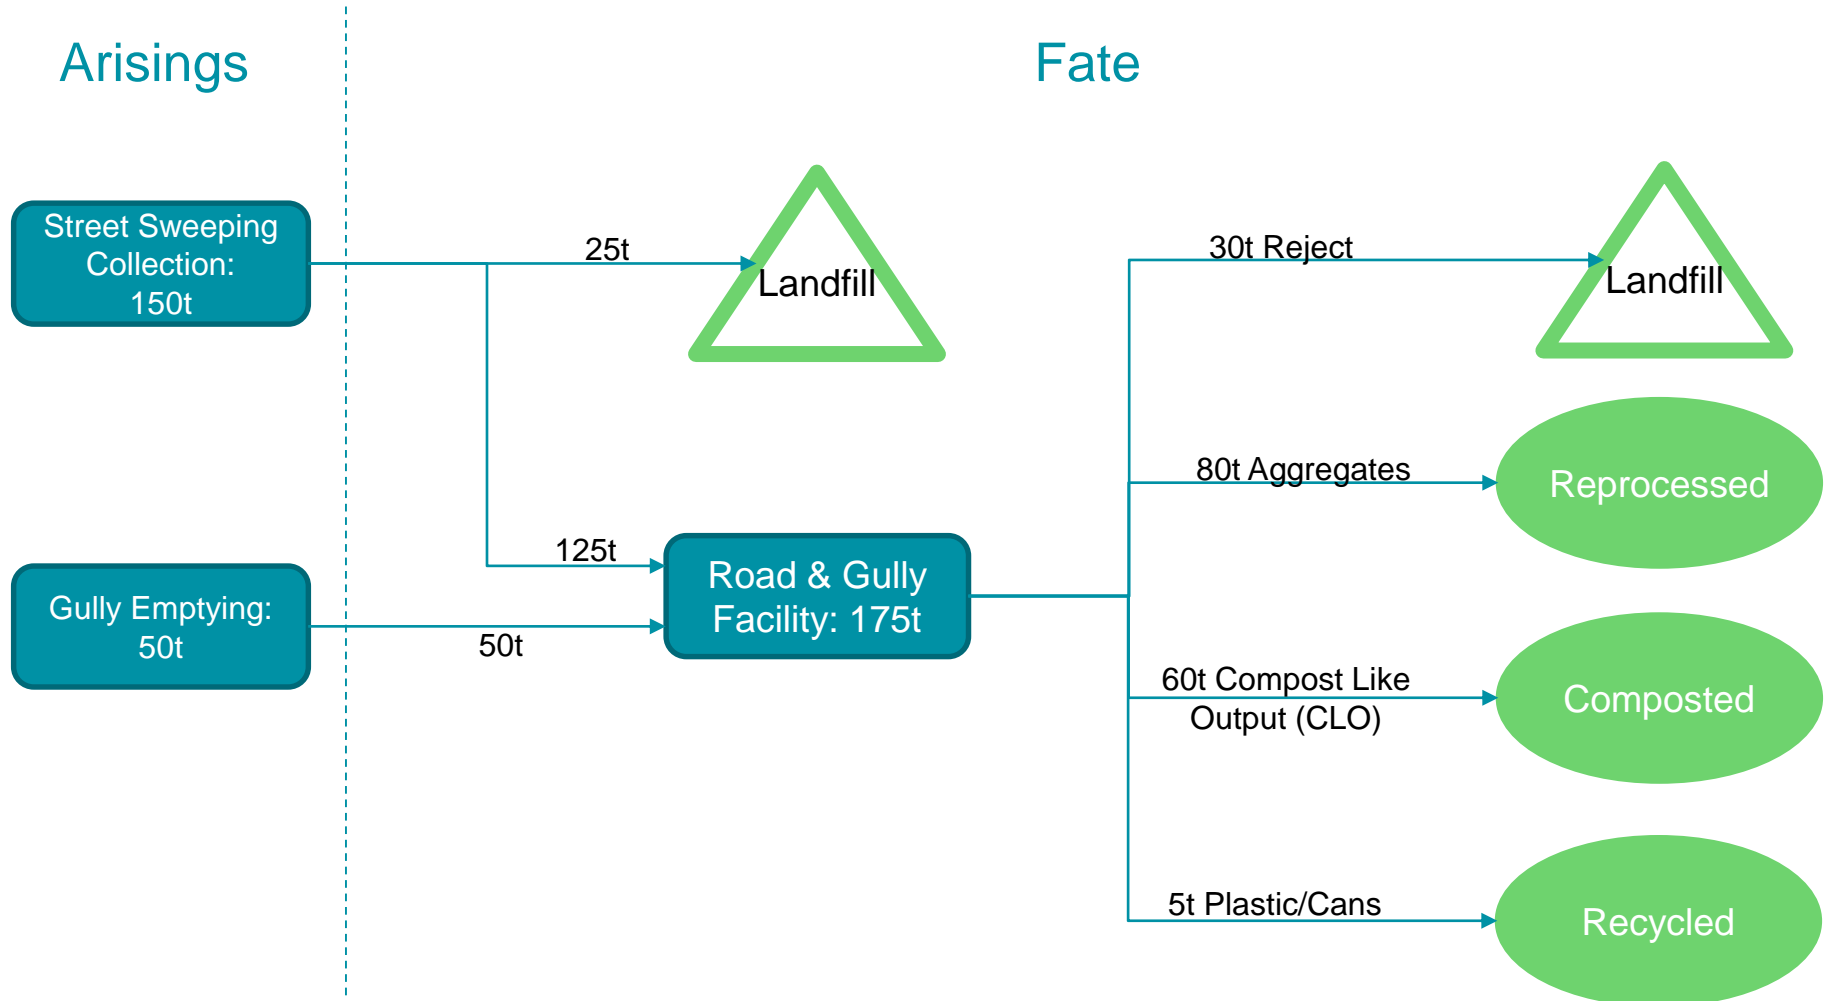 Arisings
Fate
Street Sweeping
Collection:
150t
25t
Landfill
30t Reject
Landfill
80t Aggregates
Reprocessed
125t
Road & Gully
Facility: 175t
Gully Emptying:
50t
50t
60t Compost Like
Output (CLO)
Composted
5t Plastic/Cans
Recycled